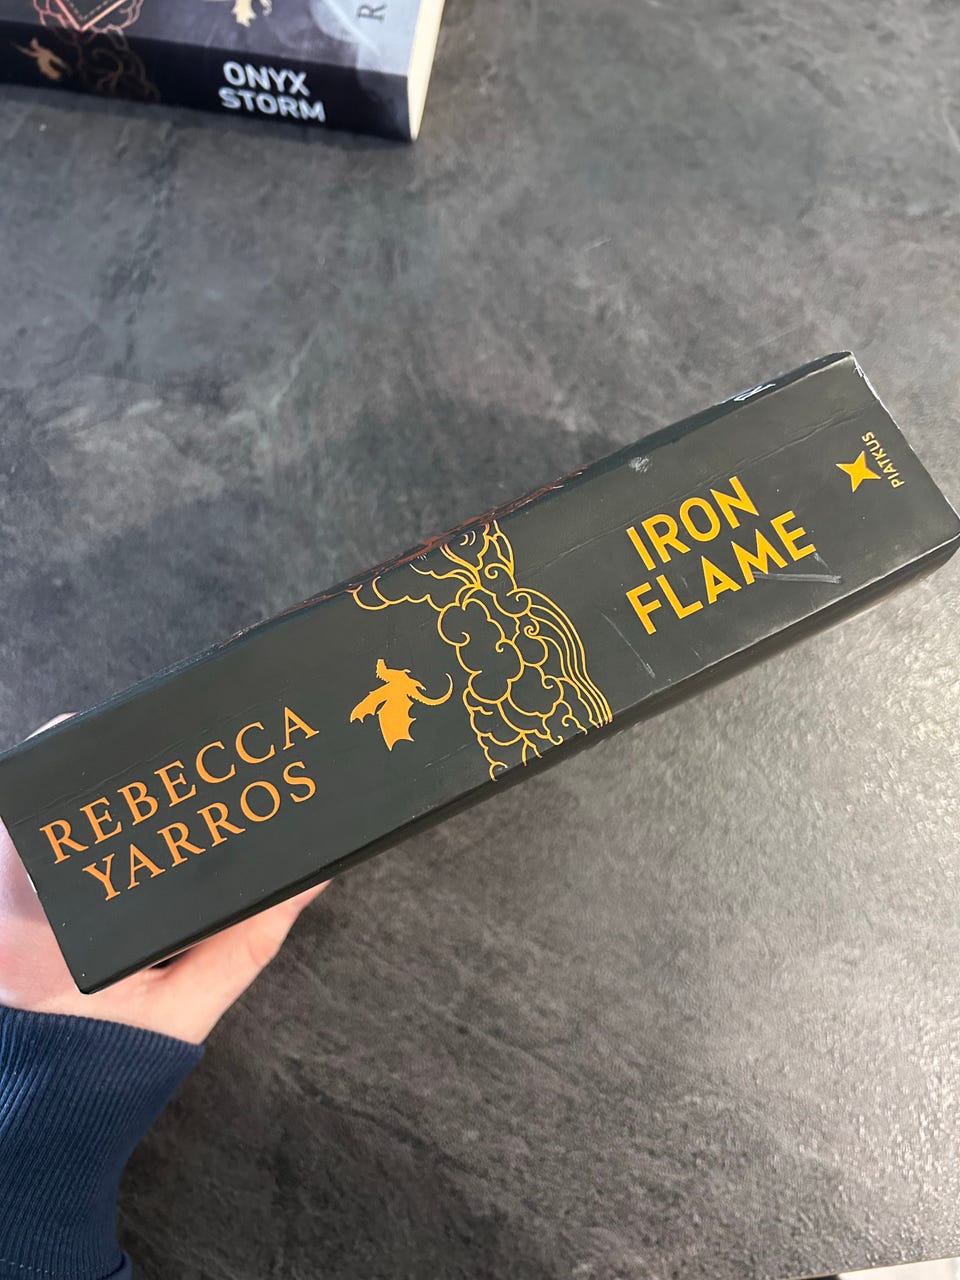 ONYX
STORM
R
REBECCA
YARROS
IRON
FLAME
PIATKUS